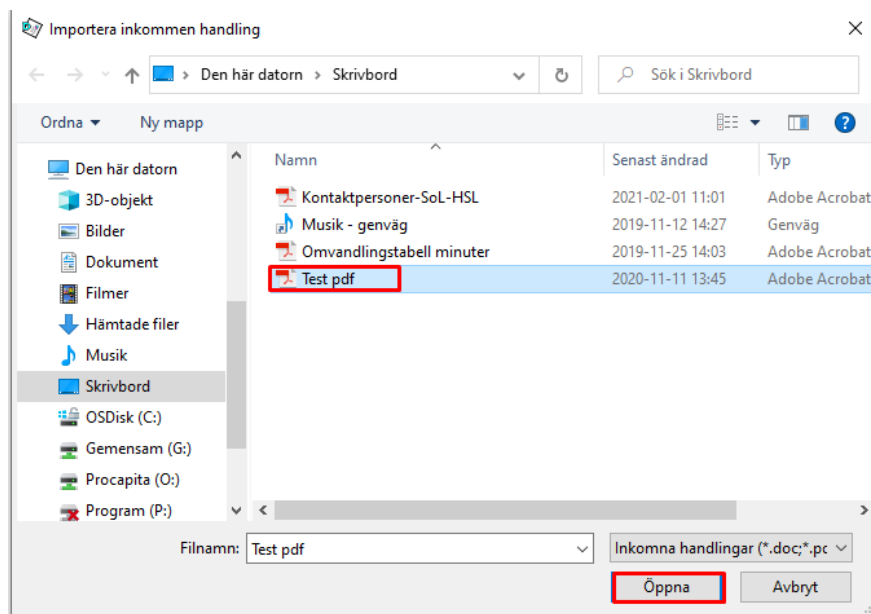 Importera inkommen handling
Den här datorn > Skrivbord
Sök i Skrivbord
Ordna
Ny mapp
Den här datorn
3D-objekt
Bilder
Dokument
Filmer
Hämtade filer
Musik
Skrivbord
OSDisk (C:)
Gemensam (G:)
Procapita (O:)
Program (P:)
Namn Senast ändrad Typ
Kontaktpersoner-SoL-HSL 2021-02-01 11:01 Adobe Acrobat
Musik - genväg 2019-11-12 14:27 Genväg
Omvandlingstabell minuter 2019-11-25 14:03 Adobe Acrobat
Test pdf 2020-11-11 13:45 Adobe Acrobat
Filnamn: Test pdf
Inkomna handlingar (*.doc;*.pc
Öppna
Avbryt